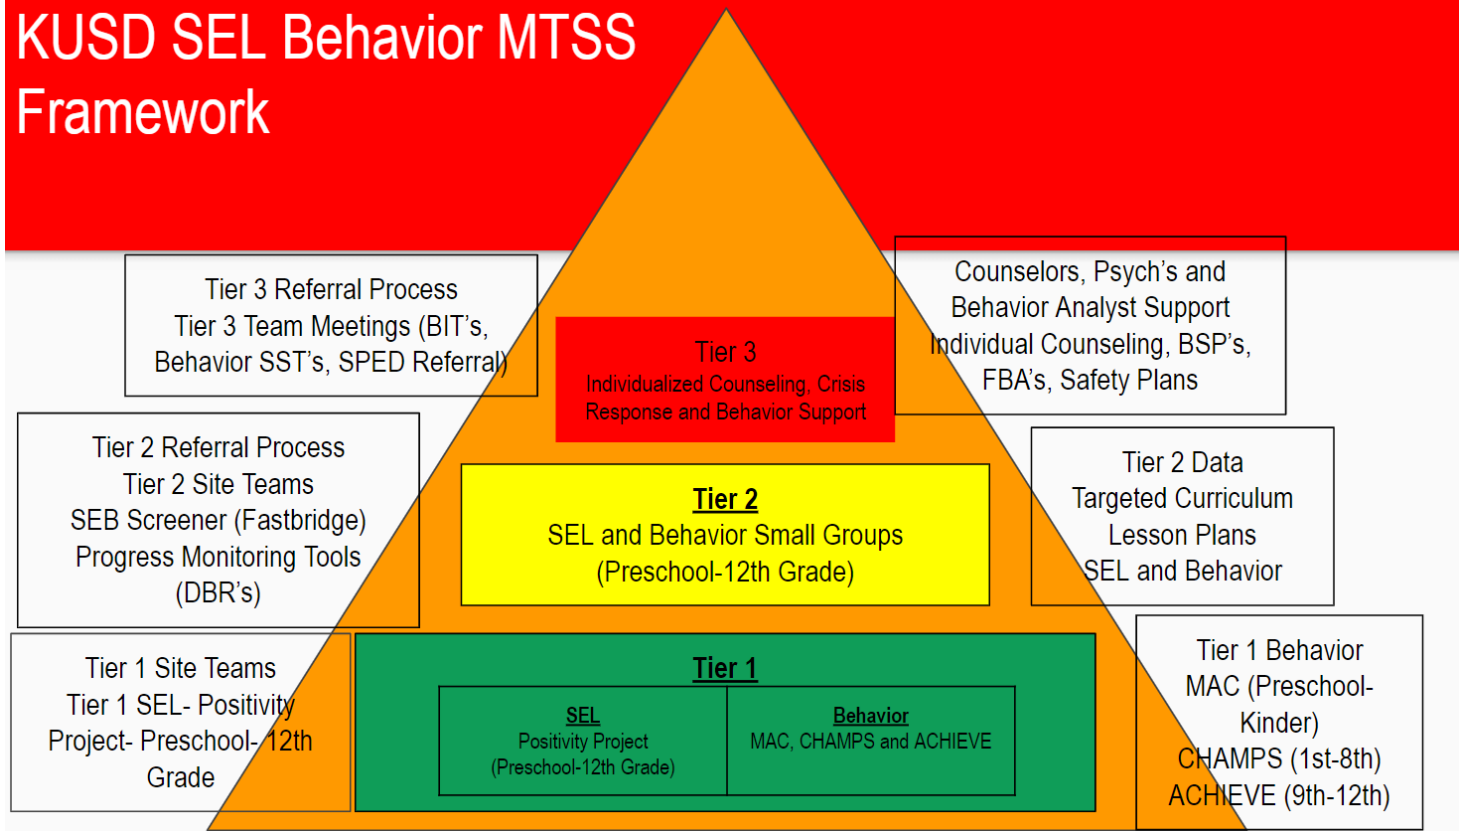 KUSD SEL Behavior MTSS
Framework
Tier 3 Referral Process
Tier 3 Team Meetings (BIT's,
Behavior SST's, SPED Referral)
Counselors, Psych's and
Behavior Analyst Support
Individual Counseling, BSP's,
FBA's, Safety Plans
Tier 3
Individualized Counseling, Crisis
Response and Behavior Support
Tier 2 Referral Process
Tier 2 Site Teams
SEB Screener (Fastbridge)
Progress Monitoring Tools
(DBR's)
Tier 2
SEL and Behavior Small Groups
(Preschool-12th Grade)
Tier 2 Data
Targeted Curriculum
Lesson Plans
SEL and Behavior
Tier 1 Site Teams
Tier 1 SEL- Positivity
Project- Preschool- 12th
Grade
Tier 1
SEL
Positivity Project
(Preschool-12th Grade)
Behavior
MAC, CHAMPS and ACHIEVE
Tier 1 Behavior
MAC (Preschool-
Kinder)
CHAMPS (1st-8th)
ACHIEVE (9th-12th)